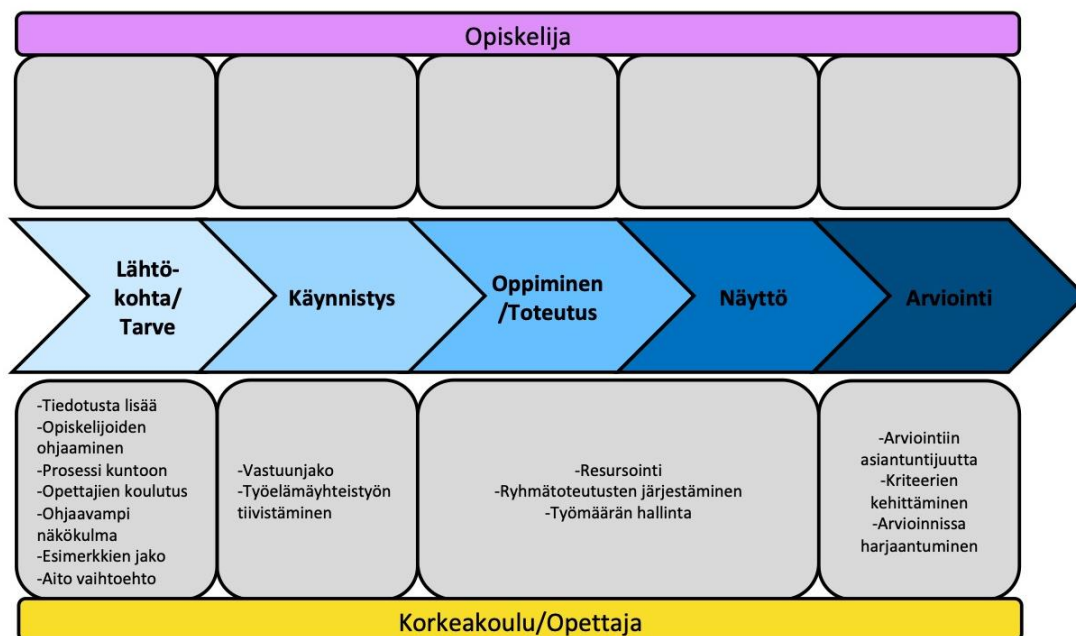 Opiskelija
Lähtö-
kohta/
Tarve
Käynnistys
Oppiminen
/Toteutus
Näyttö
Arviointi
-Tiedotusta lisää
-Opiskelijoiden
ohjaaminen
-Prosessi kuntoon
-Opettajien koulutus
-Ohjaavampi
näkökulma
-Esimerkkien jako
-Aito vaihtoehto
-Vastuunjako
-Työelämäyhteistyön
tiivistäminen
-Resursointi
-Ryhmätoteutusten järjestäminen
-Työmäärän hallinta
-Arviointiin
asiantuntijuutta
-Kriteerien
kehittäminen
-Arvioinnissa
harjaantuminen
Korkeakoulu/Opettaja